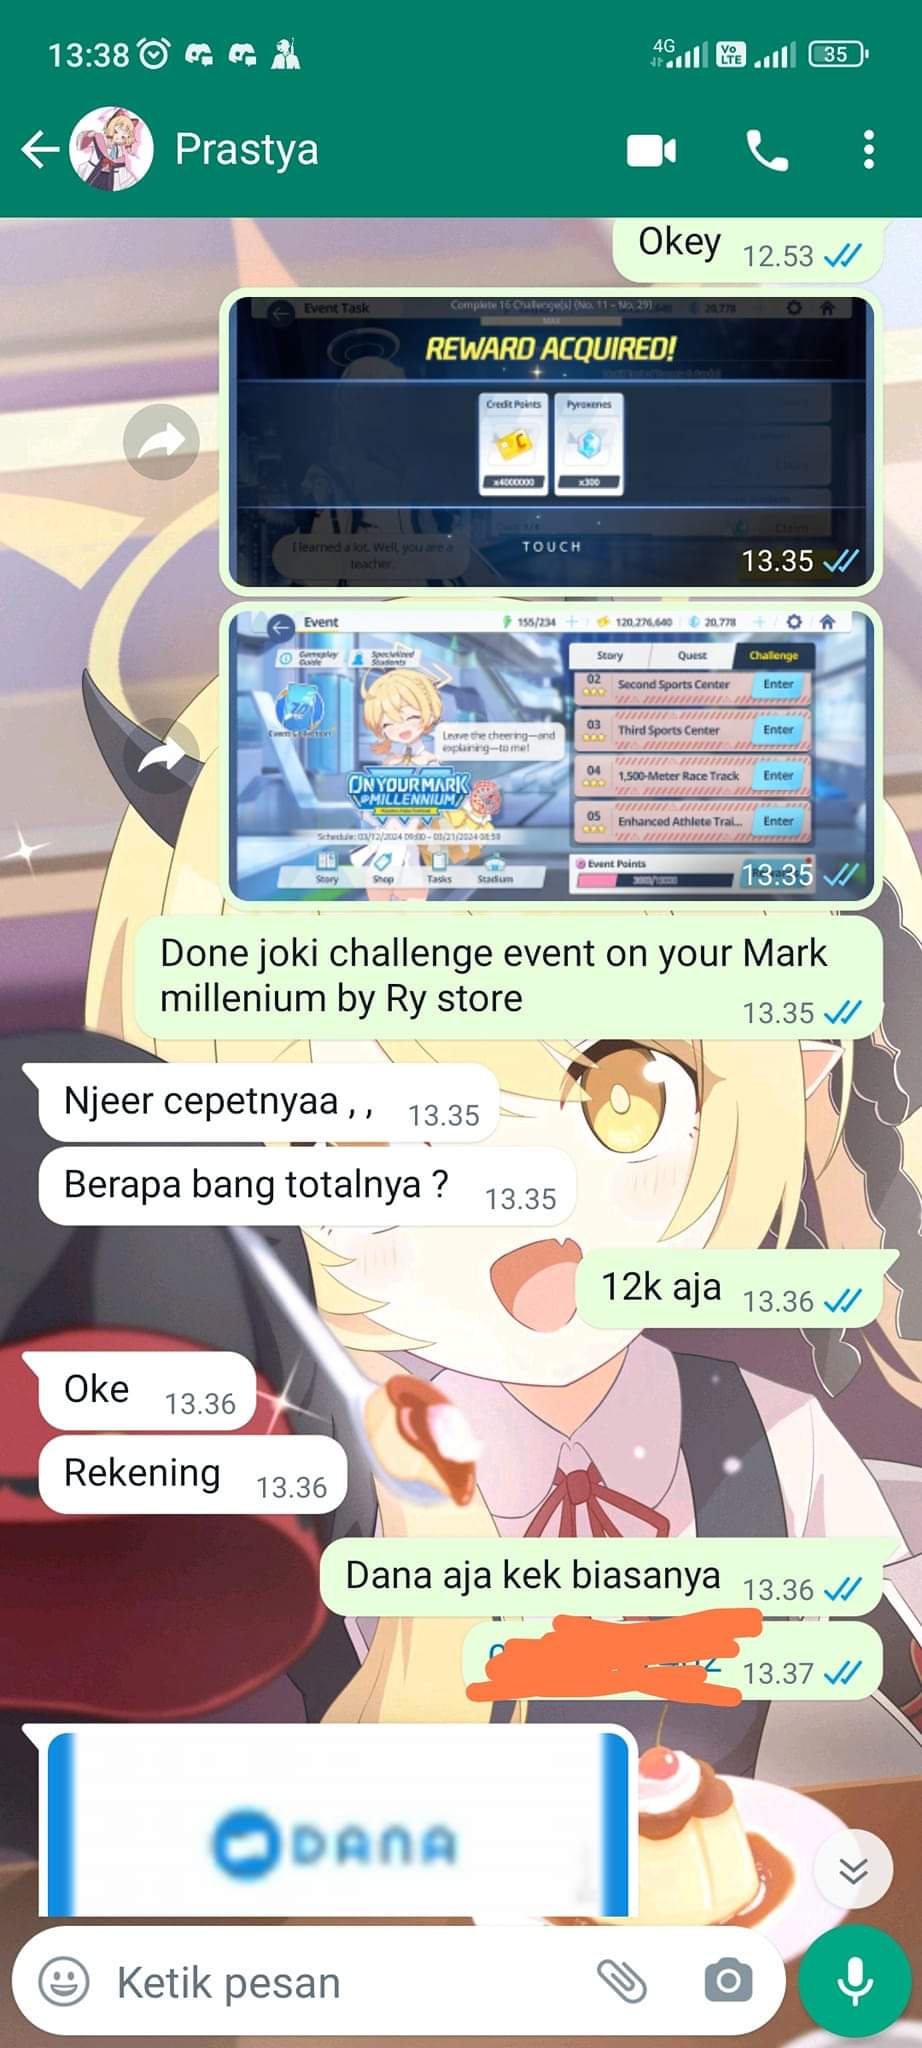 13:38
4G
Vo
LTE
35
Prastya
Okey 12.53
Event Task
Complete 16 Challenge(s) (No. 11 – No. 29)
20,778
MAX
REWARD ACQUIRED!
Credit Points
Pyroxenes
x4000000
x300
I learned a lot. Well, you are a
teacher.
TOUCH
Claim
13.35
Event
155/234
120,276,640
20,778
Gameplay
Guide
Specialized
Students
Story
Quest
Challenge
02
Second Sports Center
Enter
03
Third Sports Center
Enter
Leave the cheering—and
explaining—to me!
04
1,500-Meter Race Track
Enter
ON YOUR MARK
@MILLENNIUM!
05
Enhanced Athlete Trai...
Enter
Schedule: 03/12/2024 09:00 – 03/21/2024 08:59
Event Points
Story
Shop
Tasks
Stadium
13.35
Done joki challenge event on your Mark
millenium by Ry store 13.35
Njeer cepetnyaa , , 13.35
Berapa bang totalnya ? 13.35
12k aja 13.36
Oke 13.36
Rekening 13.36
Dana aja kek biasanya 13.36
13.37
DANA
Ketik pesan